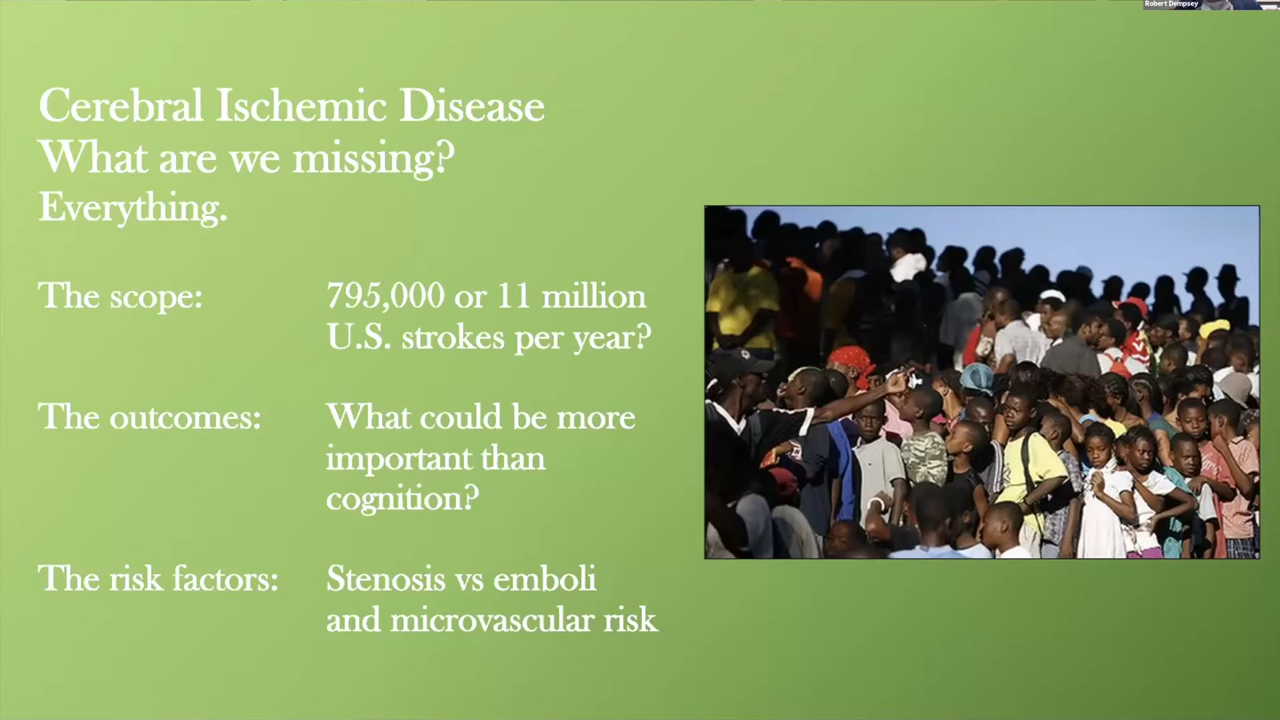 Robert Dempsey
Cerebral Ischemic Disease
What are we missing?
Everything.
The scope:
795,000 or 11 million
U.S. strokes per year?
The outcomes:
What could be more
important than
cognition?
The risk factors:
Stenosis vs emboli
and microvascular risk